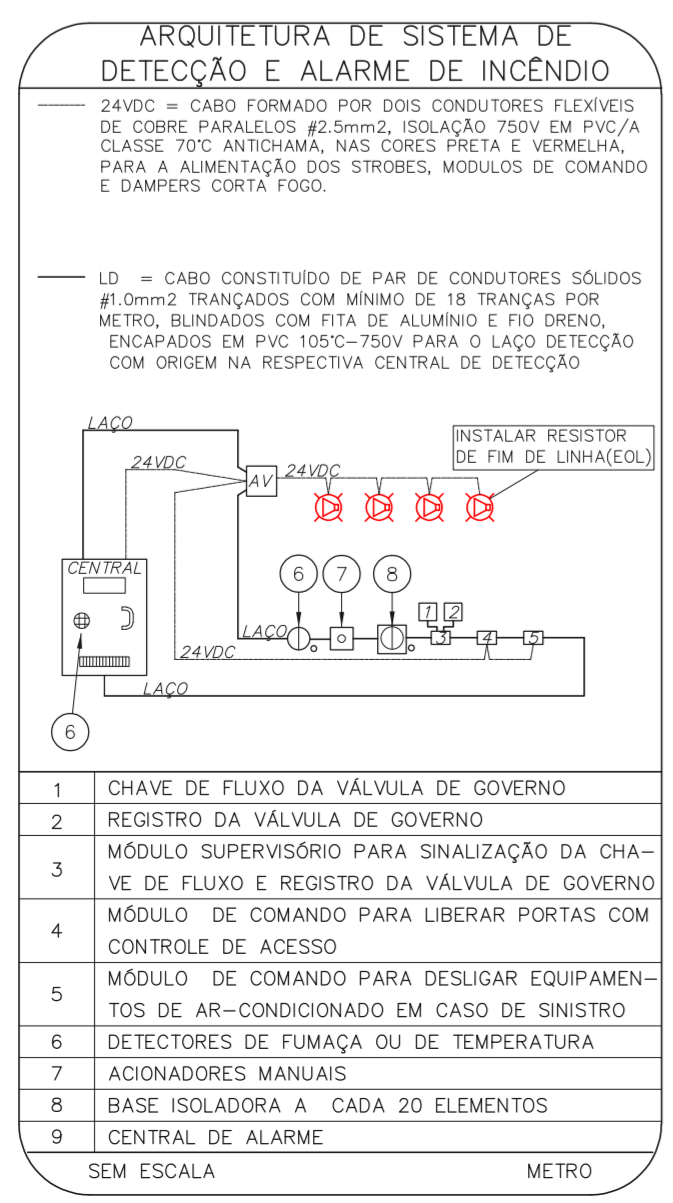 ARQUITETURA DE SISTEMA DE
DETECÇÃO E ALARME DE INCÊNDIO
24VDC = CABO FORMADO POR DOIS CONDUTORES FLEXÍVEIS
DE COBRE PARALELOS #2.5mm2, ISOLAÇÃO 750V EM PVC/A
CLASSE 70°C ANTICHAMA, NAS CORES PRETA E VERMELHA,
PARA A ALIMENTAÇÃO DOS STROBES, MODULOS DE COMANDO
E DAMPERS CORTA FOGO.
LD = CABO CONSTITUÍDO DE PAR DE CONDUTORES SÓLIDOS
#1.0mm2 TRANÇADOS COM MÍNIMO DE 18 TRANÇAS POR
METRO, BLINDADOS COM FITA DE ALUMÍNIO E FIO DRENO,
ENCAPADOS EM PVC 105°C-750V PARA O LAÇO DETECÇÃO
COM ORIGEM NA RESPECTIVA CENTRAL DE DETECÇÃO
LAÇO
INSTALAR RESISTOR
DE FIM DE LINHA(EOL)
24VDC
24VDC
AV
CENTRAL
6
7
8
1
2
LAÇO
3
4
5
24VDC
LAÇO
6
1 CHAVE DE FLUXO DA VÁLVULA DE GOVERNO
2 REGISTRO DA VÁLVULA DE GOVERNO
3 MÓDULO SUPERVISÓRIO PARA SINALIZAÇÃO DA CHA-
VE DE FLUXO E REGISTRO DA VÁLVULA DE GOVERNO
4 MÓDULO DE COMANDO PARA LIBERAR PORTAS COM
CONTROLE DE ACESSO
5 MÓDULO DE COMANDO PARA DESLIGAR EQUIPAMEN-
TOS DE AR-CONDICIONADO EM CASO DE SINISTRO
6 DETECTORES DE FUMAÇA OU DE TEMPERATURA
7 ACIONADORES MANUAIS
8 BASE ISOLADORA A CADA 20 ELEMENTOS
9 CENTRAL DE ALARME
SEM ESCALA METRO